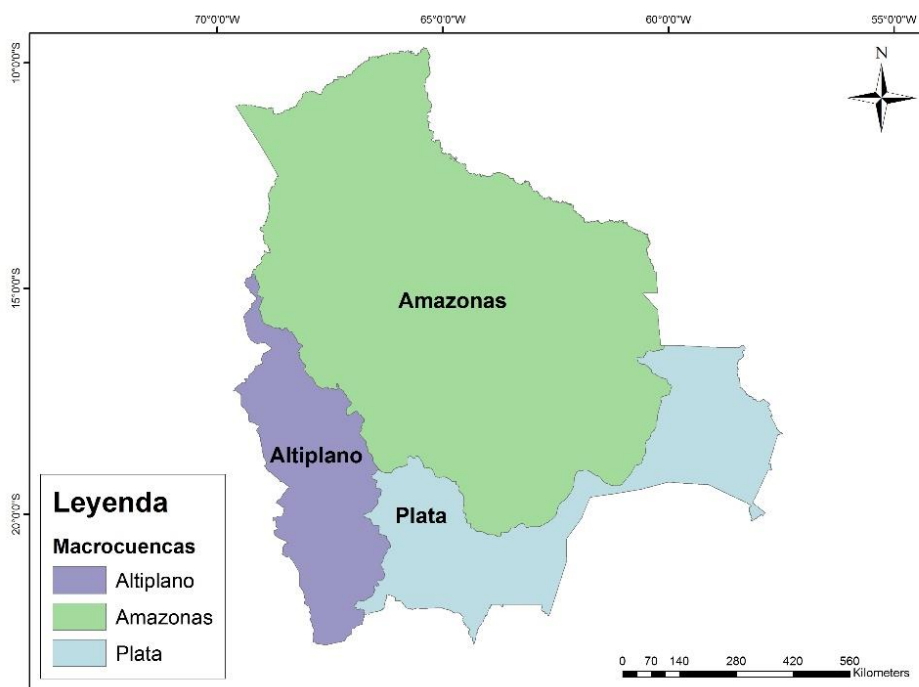 70°0'0"W 65°0'0"W 60°0'0"W 55°0'0"W
10°0'0"S
N
15°0'0"S
Amazonas
Altiplano
Plata
20°0'0"S
Leyenda
Macrocuencas
Altiplano
Amazonas
Plata
0 70 140 280 420 560
Kilometers